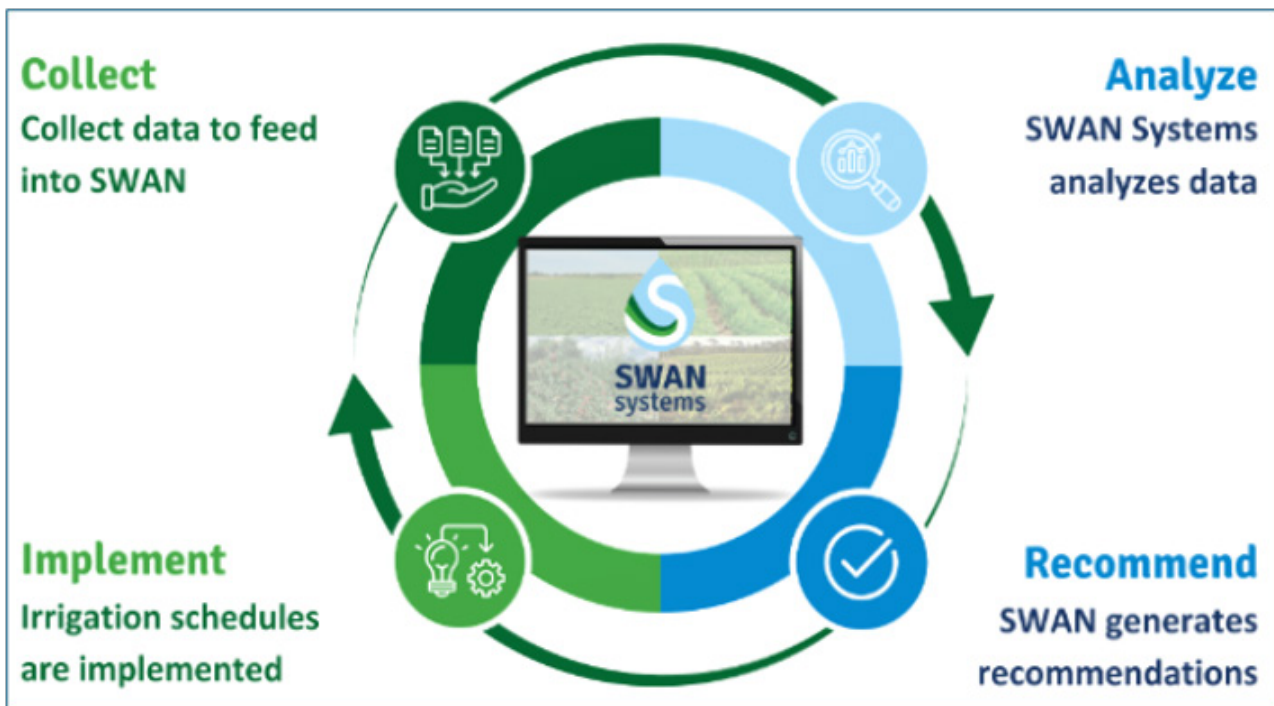 Collect
Collect data to feed
into SWAN
Analyze
SWAN Systems
analyzes data
SWAN
systems
Implement
Irrigation schedules
are implemented
Recommend
SWAN generates
recommendations